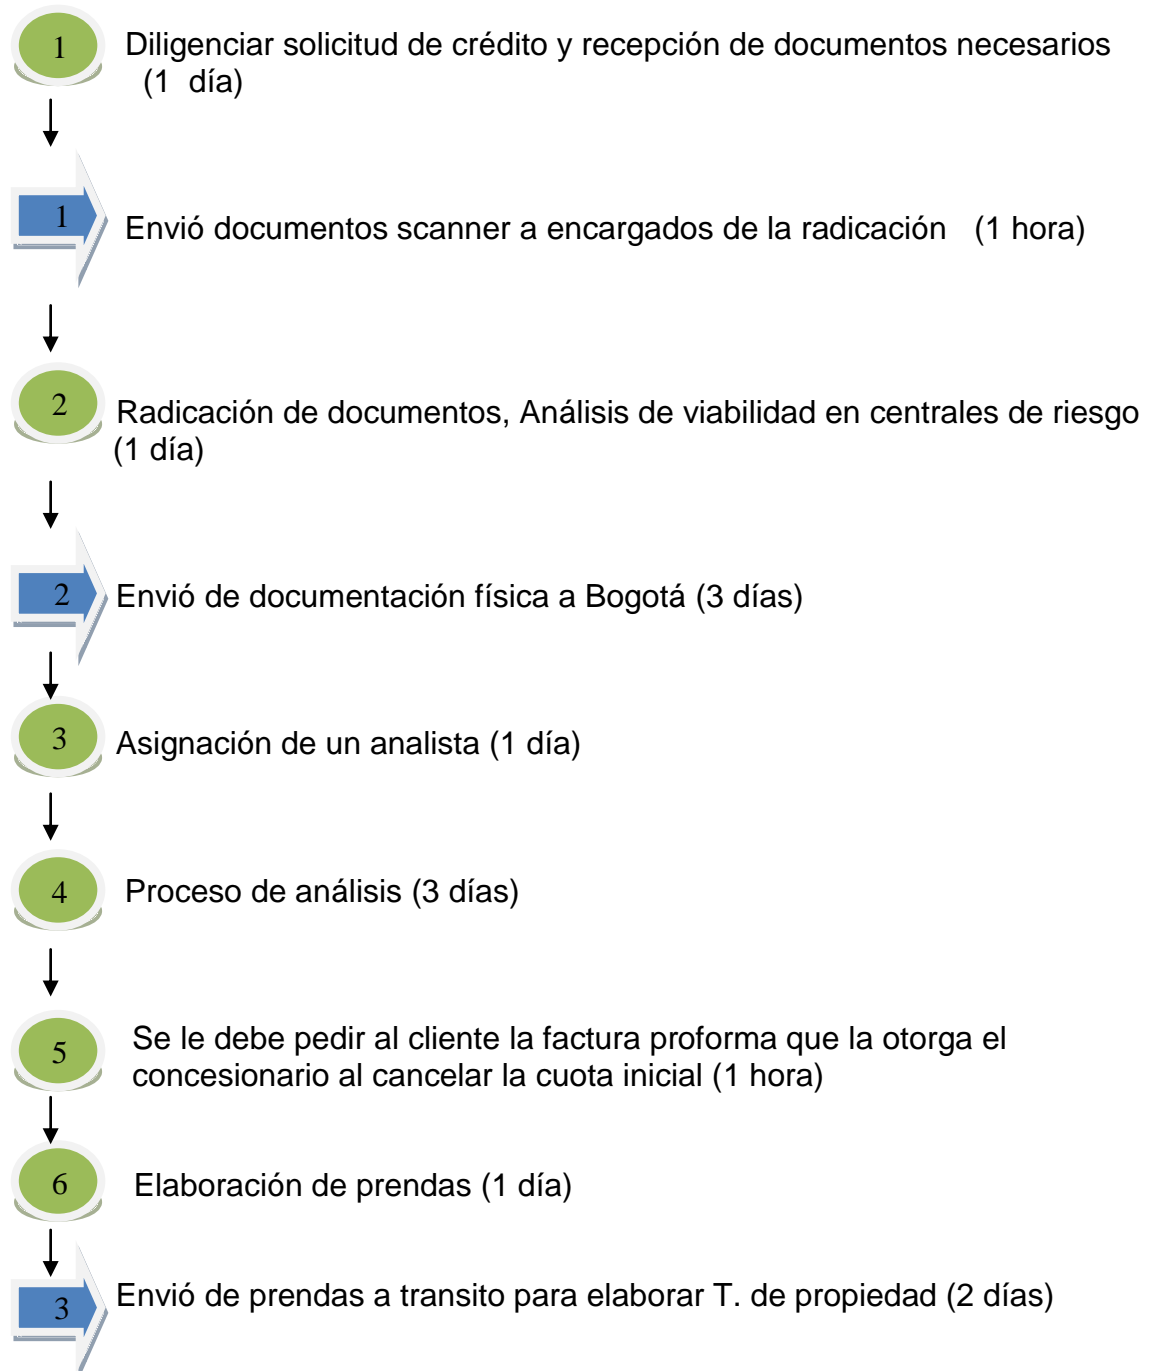 1
Diligenciar solicitud de crédito y recepción de documentos necesarios
(1 día)
1
Envió documentos scanner a encargados de la radicación (1 hora)
2
Radicación de documentos, Análisis de viabilidad en centrales de riesgo
(1 día)
2
Envió de documentación física a Bogotá (3 días)
3
Asignación de un analista (1 día)
4
Proceso de análisis (3 días)
5
Se le debe pedir al cliente la factura proforma que la otorga el
concesionario al cancelar la cuota inicial (1 hora)
6
Elaboración de prendas (1 día)
3
Envió de prendas a transito para elaborar T. de propiedad (2 días)